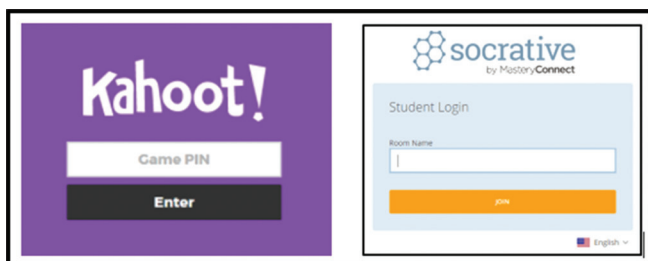 Kahoot!
Game PIN
Enter
socrative
by MasteryConnect
Student Login
Room Name
JOIN
English